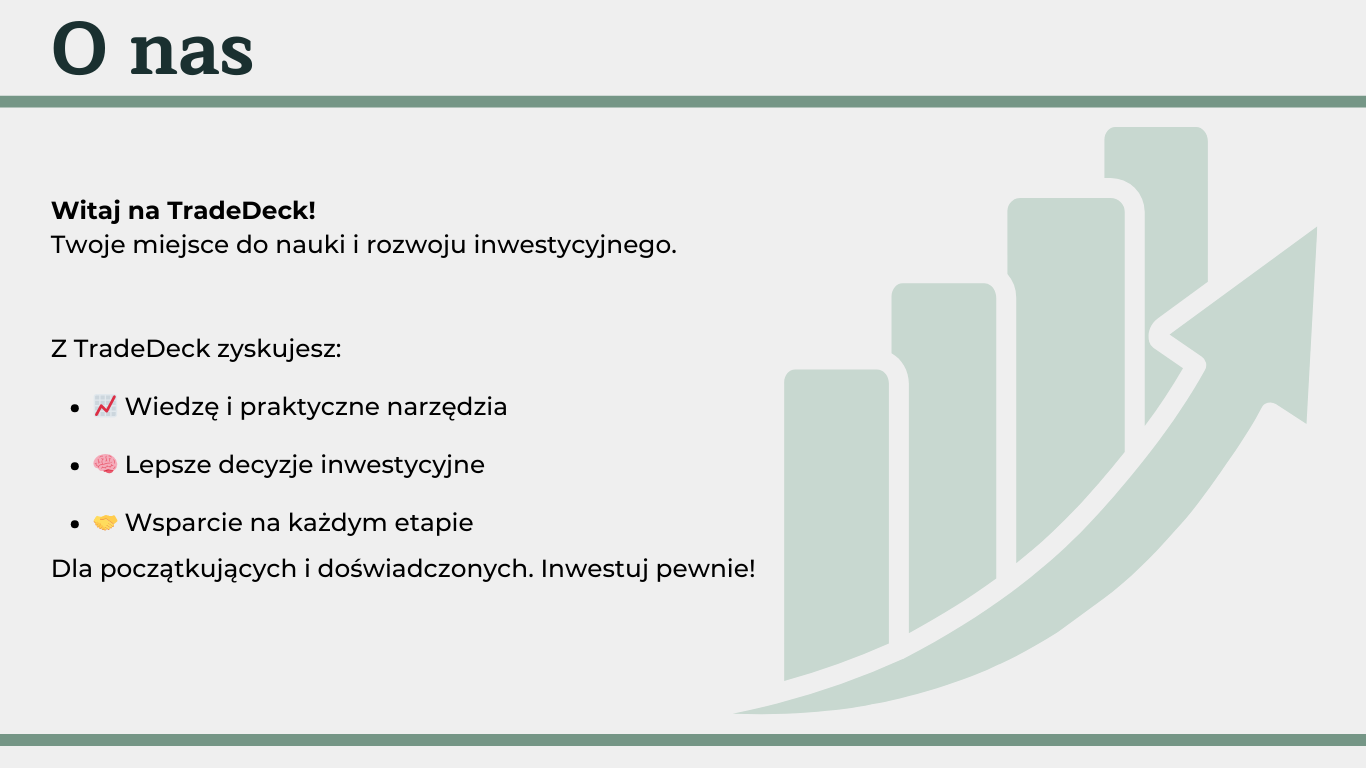 O nas
Witaj na TradeDeck!
Twoje miejsce do nauki i rozwoju inwestycyjnego.
Z TradeDeck zyskujesz:
• 📈 Wiedzę i praktyczne narzędzia
• 🧠 Lepsze decyzje inwestycyjne
• 🤝 Wsparcie na każdym etapie
Dla początkujących i doświadczonych. Inwestuj pewnie!